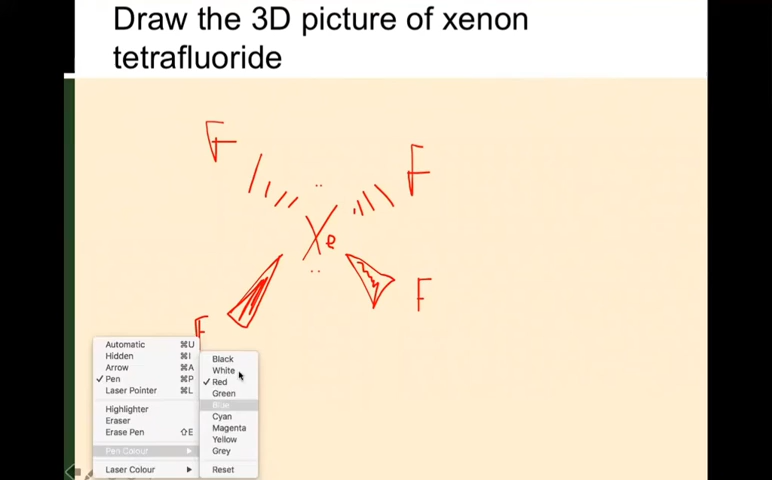 Draw the 3D picture of xenon
tetrafluoride
F
F
Xe
F
F
Automatic ⌘U
Hidden ⌘I
Arrow ⌘A
✓ Pen ⌘P
Laser Pointer ⌘L
Highlighter
Eraser
Erase Pen ⇧E
Pen Colour
Laser Colour
Black
White
✓ Red
Green
Blue
Cyan
Magenta
Yellow
Grey
Reset